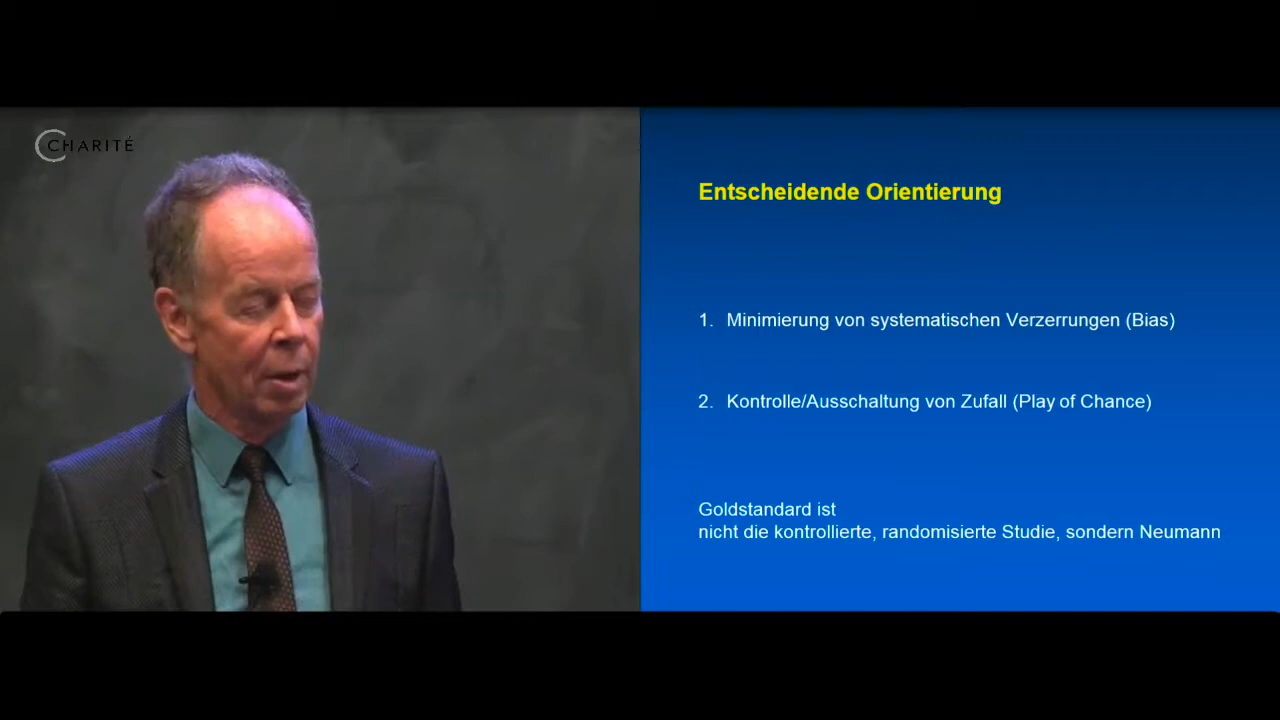 CHARITÉ
Entscheidende Orientierung
1. Minimierung von systematischen Verzerrungen (Bias)
2. Kontrolle/Ausschaltung von Zufall (Play of Chance)
Goldstandard ist
nicht die kontrollierte, randomisierte Studie, sondern Neumann